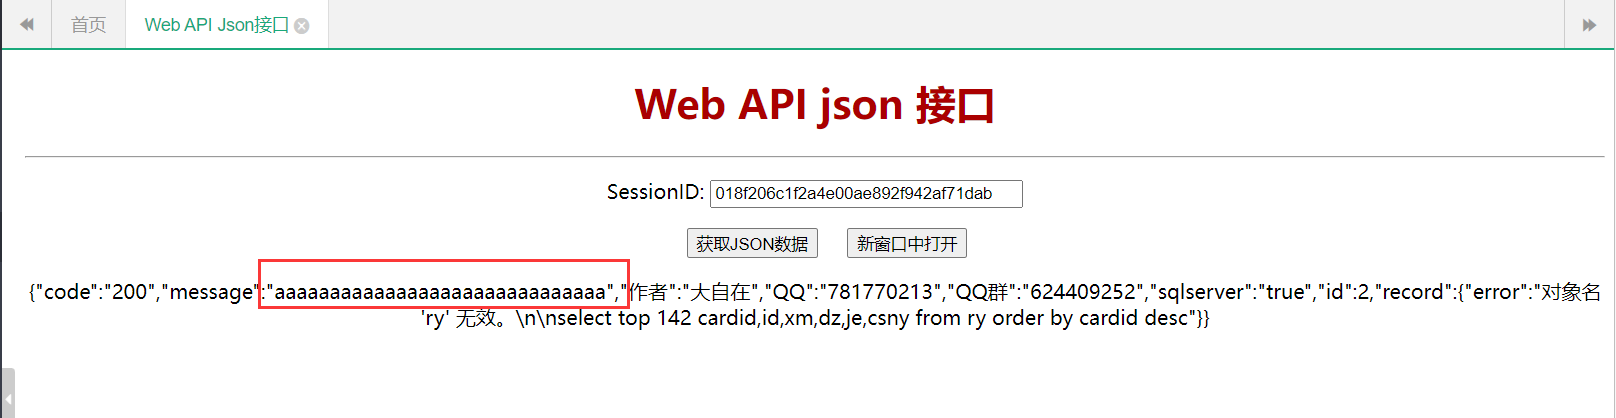 首页 Web API Json接口
Web API json 接口
SessionID: 018f206c1f2a4e00ae892f942af71dab
获取JSON数据 新窗口中打开
{"code":"200","message":"aaaaaaaaaaaaaaaaaaaaaaaaaaaaaa","作者":"大自在","QQ":"781770213","QQ群":"624409252","sqlserver":"true","id":2,"record":{"error":"对象名
'ry' 无效。\n\nselect top 142 cardid,id,xm,dz,je,csny from ry order by cardid desc"}}